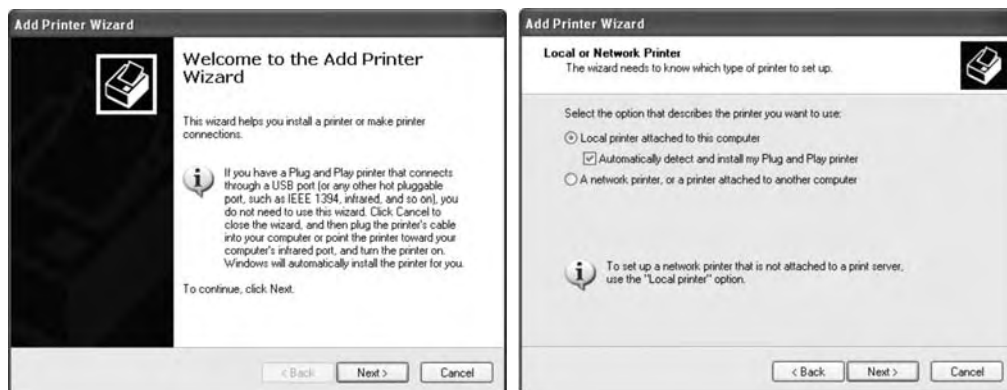 Add Printer Wizard
Welcome to the Add Printer
Wizard
This wizard helps you install a printer or make printer
connections.
If you have a Plug and Play printer that connects
through a USB port (or any other hot pluggable
port, such as IEEE 1394, infrared, and so on), you
do not need to use this wizard. Click Cancel to
close the wizard, and then plug the printer's cable
into your computer or point the printer toward your
computer's infrared port, and turn the printer on.
Windows will automatically install the printer for you.
To continue, click Next.
< Back Next > Cancel
Add Printer Wizard
Local or Network Printer
The wizard needs to know which type of printer to set up.
Select the option that describes the printer you want to use:
Local printer attached to this computer
Automatically detect and install my Plug and Play printer
A network printer, or a printer attached to another computer
To set up a network printer that is not attached to a print server,
use the "Local printer" option.
< Back Next > Cancel